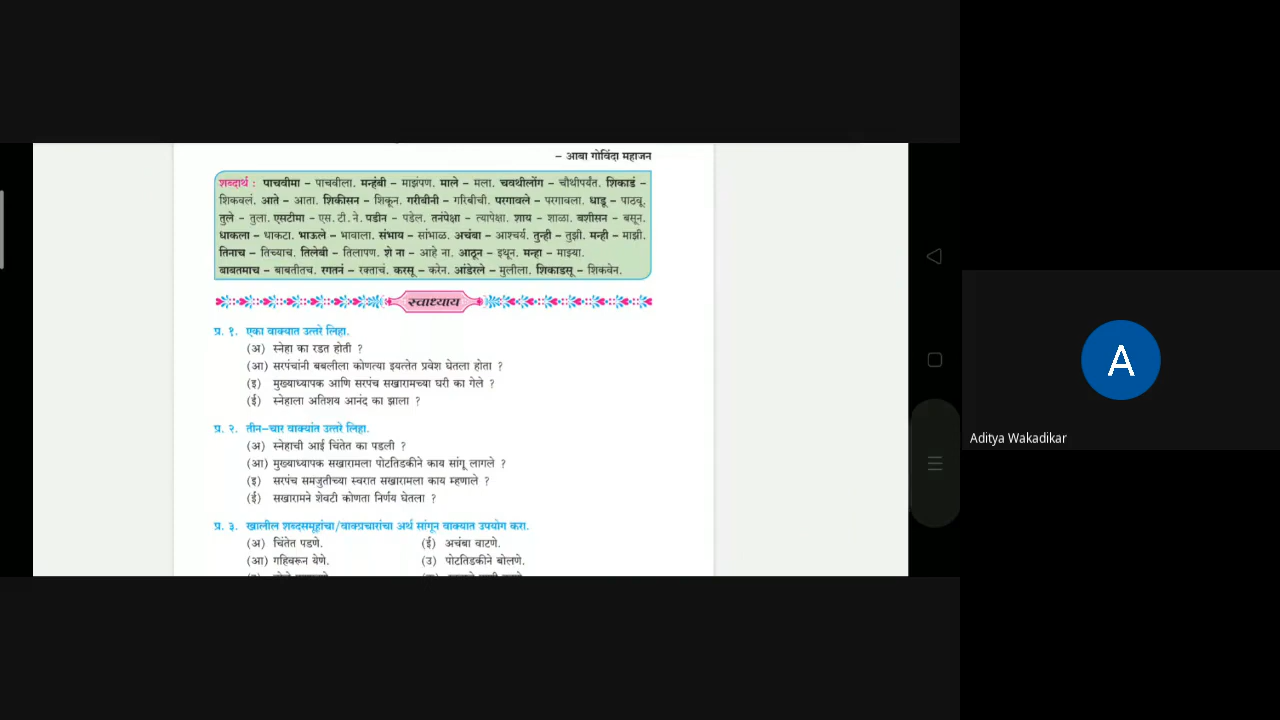 – आबा गोविंदा महाजन
शब्दार्थ : पाचवीमा – पाचवीला. मन्हंबी – माझंपण. माले – मला. चवथीलोंग – चौथीपर्यंत. शिकाडं –
शिकवलं. आते – आता. शिकीसन – शिकून. गरीबीनी – गरिबीची. परगावले – परगावला. धाडू – पाठवू.
तुले – तुला. एसटीमा – एस. टी. ने. पडीन – पडेल. तनंपेक्षा – त्यापेक्षा. शाय – शाळा. बशीसन – बसून.
धाकला – धाकटा. भाऊले – भावाला. संभाय – सांभाळ. अचंबा – आश्चर्य. तुन्ही – तुझी. मन्ही – माझी.
तिनाच – तिच्याच. तिलेबी – तिलापण. शे ना – आहे ना. आठून – इथून. मन्हा – माझ्या.
बाबतमाच – बाबतीतच. रगतनं – रक्ताचं. करसू – करेन. आंडेरले – मुलीला. शिकाडसू – शिकवेन.
स्वाध्याय
प्र. १. एका वाक्यात उत्तरे लिहा.
(अ) स्नेहा का रडत होती ?
(आ) सरपंचांनी बबलीला कोणत्या इयत्तेत प्रवेश घेतला होता ?
(इ) मुख्याध्यापक आणि सरपंच सखारामच्या घरी का गेले ?
(ई) स्नेहाला अतिशय आनंद का झाला ?
प्र. २. तीन-चार वाक्यांत उत्तरे लिहा.
(अ) स्नेहाची आई चिंतेत का पडली ?
(आ) मुख्याध्यापक सखारामला पोटतिडकीने काय सांगू लागले ?
(इ) सरपंच समजुतीच्या स्वरात सखारामला काय म्हणाले ?
(ई) सखारामने शेवटी कोणता निर्णय घेतला ?
प्र. ३. खालील शब्दसमूहांचा/वाक्प्रचारांचा अर्थ सांगून वाक्यात उपयोग करा.
(अ) चिंतेत पडणे. (ई) अचंबा वाटणे.
(आ) गहिवरून येणे. (उ) पोटतिडकीने बोलणे.
A
Aditya Wakadikar